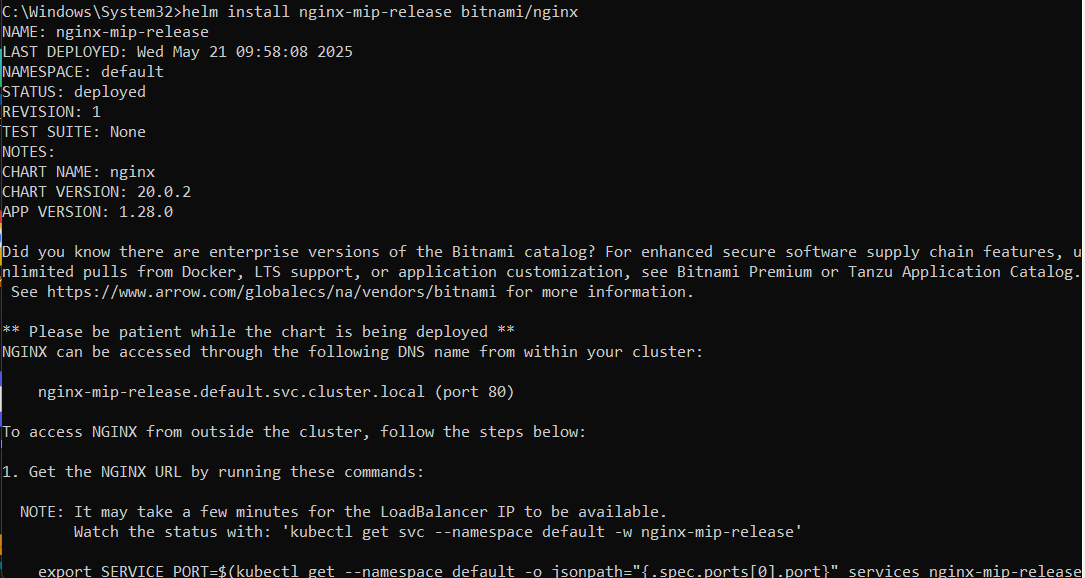 C:\Windows\System32>helm install nginx-mip-release bitnami/nginx
NAME: nginx-mip-release
LAST DEPLOYED: Wed May 21 09:58:08 2025
NAMESPACE: default
STATUS: deployed
REVISION: 1
TEST SUITE: None
NOTES:
CHART NAME: nginx
CHART VERSION: 20.0.2
APP VERSION: 1.28.0
Did you know there are enterprise versions of the Bitnami catalog? For enhanced secure software supply chain features, u
nlimited pulls from Docker, LTS support, or application customization, see Bitnami Premium or Tanzu Application Catalog.
See https://www.arrow.com/globalecs/na/vendors/bitnami for more information.
** Please be patient while the chart is being deployed **
NGINX can be accessed through the following DNS name from within your cluster:
nginx-mip-release.default.svc.cluster.local (port 80)
To access NGINX from outside the cluster, follow the steps below:
1. Get the NGINX URL by running these commands:
NOTE: It may take a few minutes for the LoadBalancer IP to be available.
Watch the status with: 'kubectl get svc --namespace default -w nginx-mip-release'
export SERVICE_PORT=$(kubectl get --namespace default -o jsonpath="{.spec.ports[0].port}" services nginx-mip-release